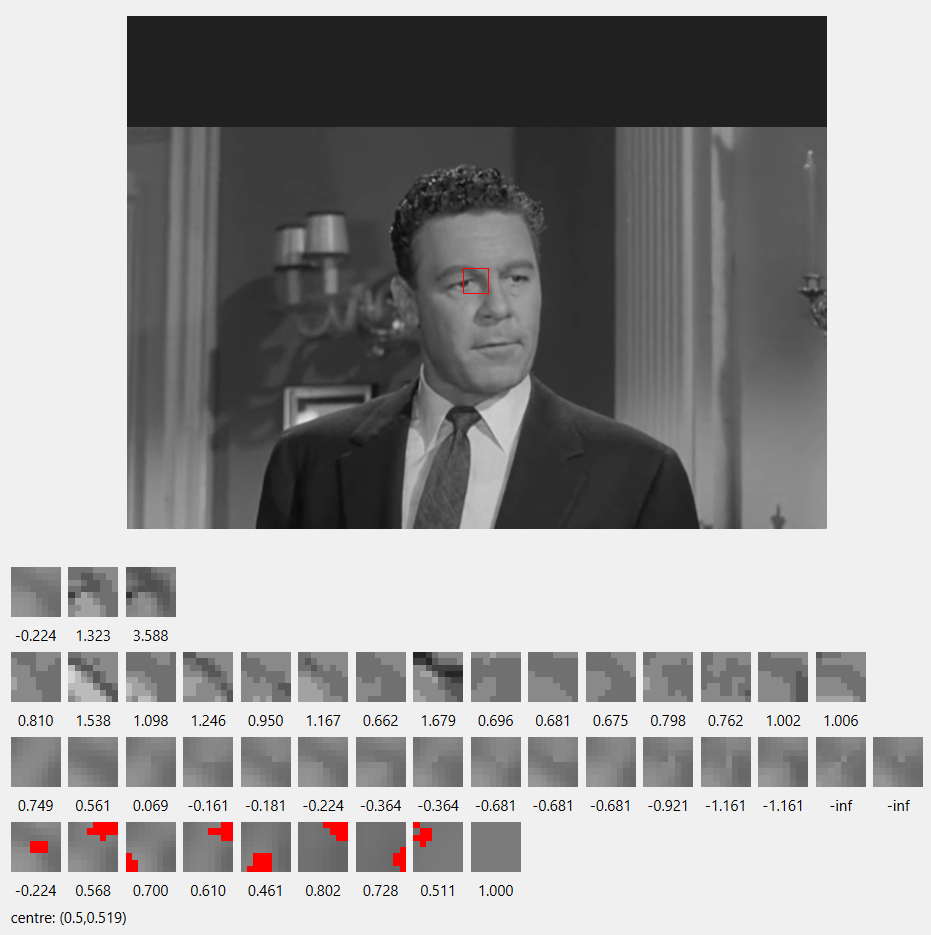 -0.224 1.323 3.588
0.810 1.538 1.098 1.246 0.950 1.167 0.662 1.679 0.696 0.681 0.675 0.798 0.762 1.002 1.006
0.749 0.561 0.069 -0.161 -0.181 -0.224 -0.364 -0.364 -0.681 -0.681 -0.681 -0.921 -1.161 -1.161 -inf -inf
-0.224 0.568 0.700 0.610 0.461 0.802 0.728 0.511 1.000
centre: (0.5,0.519)